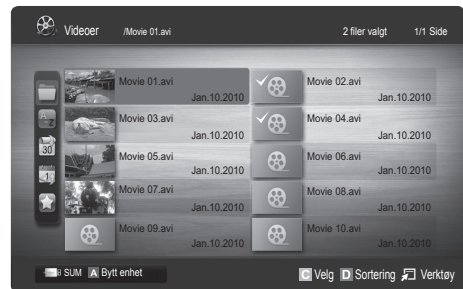 Videoer /Movie 01.avi 2 filer valgt 1/1 Side
Movie 01.avi Movie 02.avi
Jan.10.2010 Jan.10.2010
Movie 03.avi Movie 04.avi
Jan.10.2010 Jan.10.2010
Movie 05.avi Movie 06.avi
Jan.10.2010 Jan.10.2010
Movie 07.avi Movie 08.avi
Jan.10.2010 Jan.10.2010
Movie 09.avi Movie 10.avi
Jan.10.2010 Jan.10.2010
SUM A Bytt enhet C Velg D Sortering Verktøy